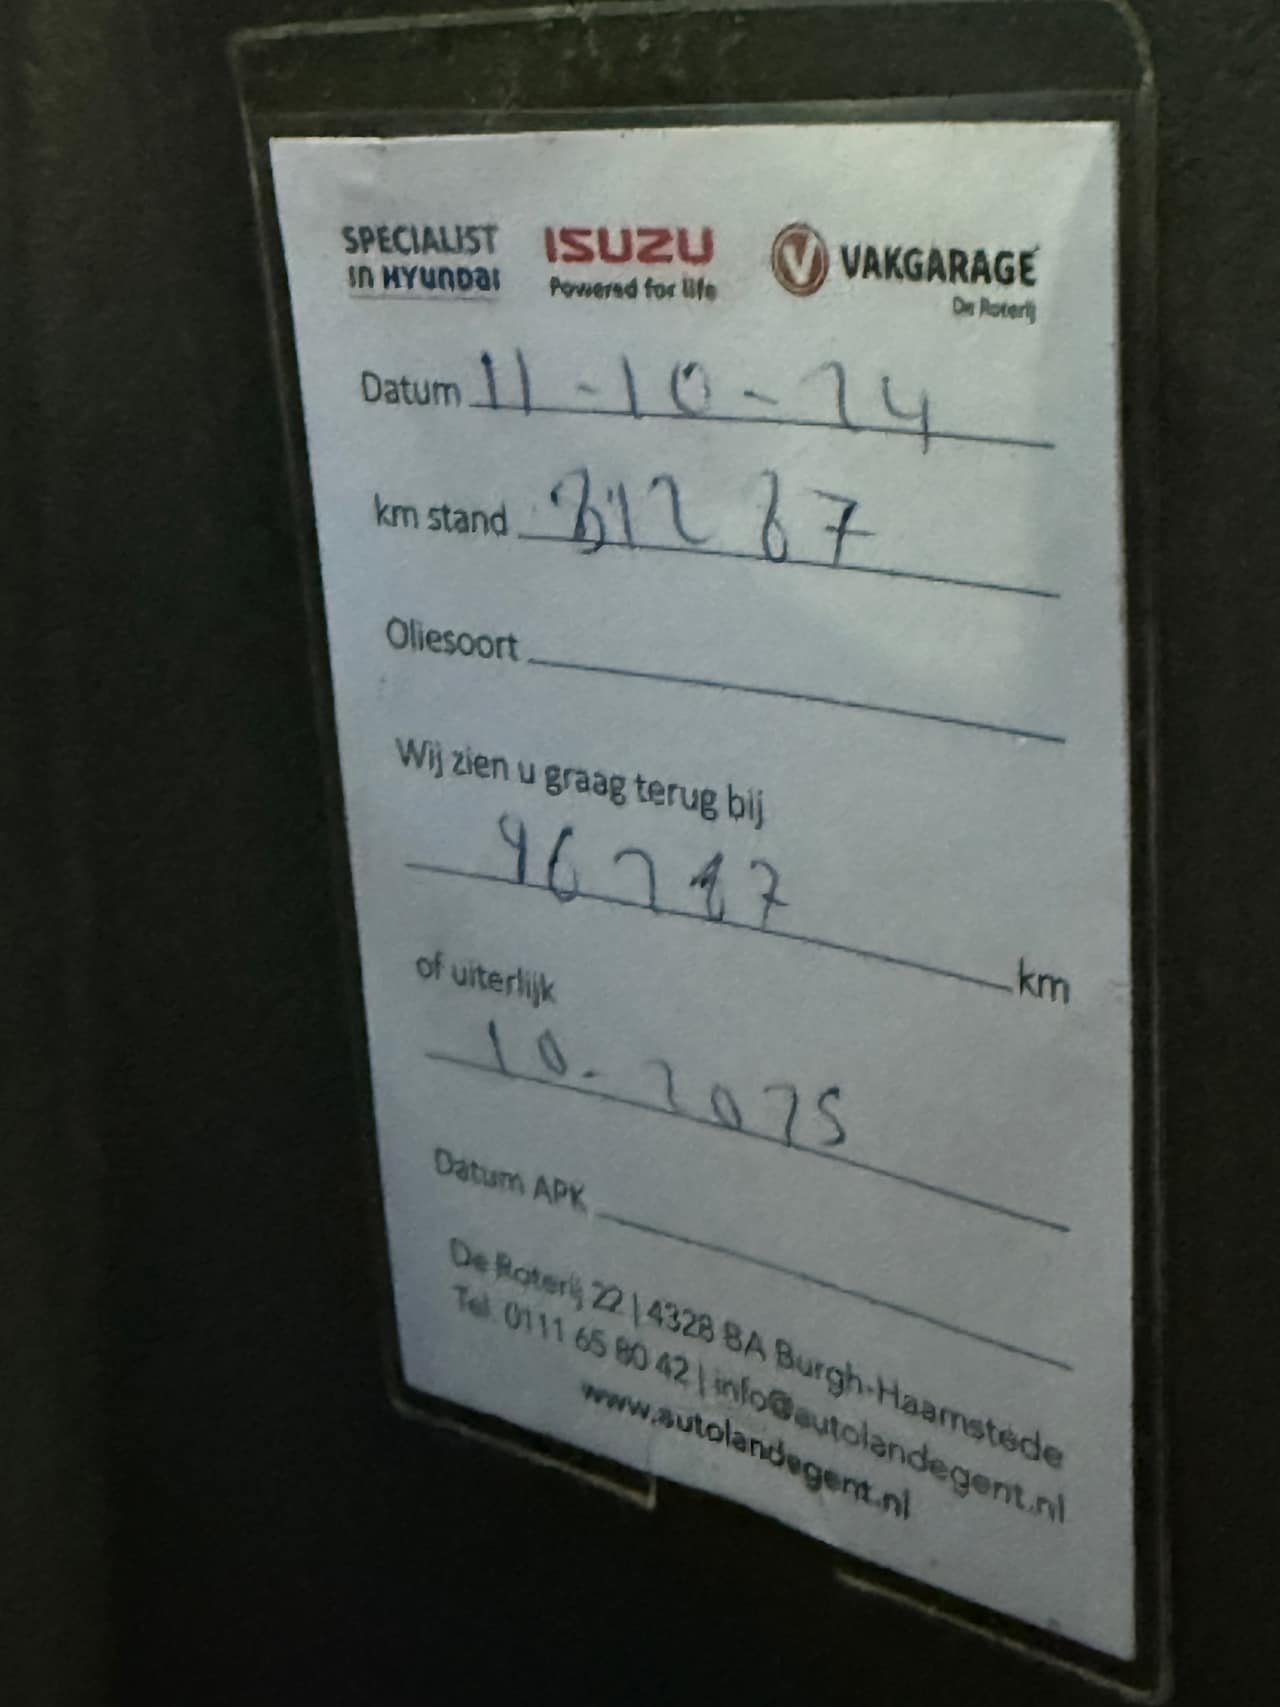 SPECIALIST in HYUNDAI ISUZU Powered for life V VAKGARAGE De Roterij
Datum 11-10-24
km stand 81287
Oliesoort
Wij zien u graag terug bij
96287 km
of uiterlijk
10-2025
Datum APK
De Roterij 22 | 4328 BA Burgh-Haamstede
Tel. 0111 65 80 42 | info@autolandegent.nl
www.autolandegent.nl